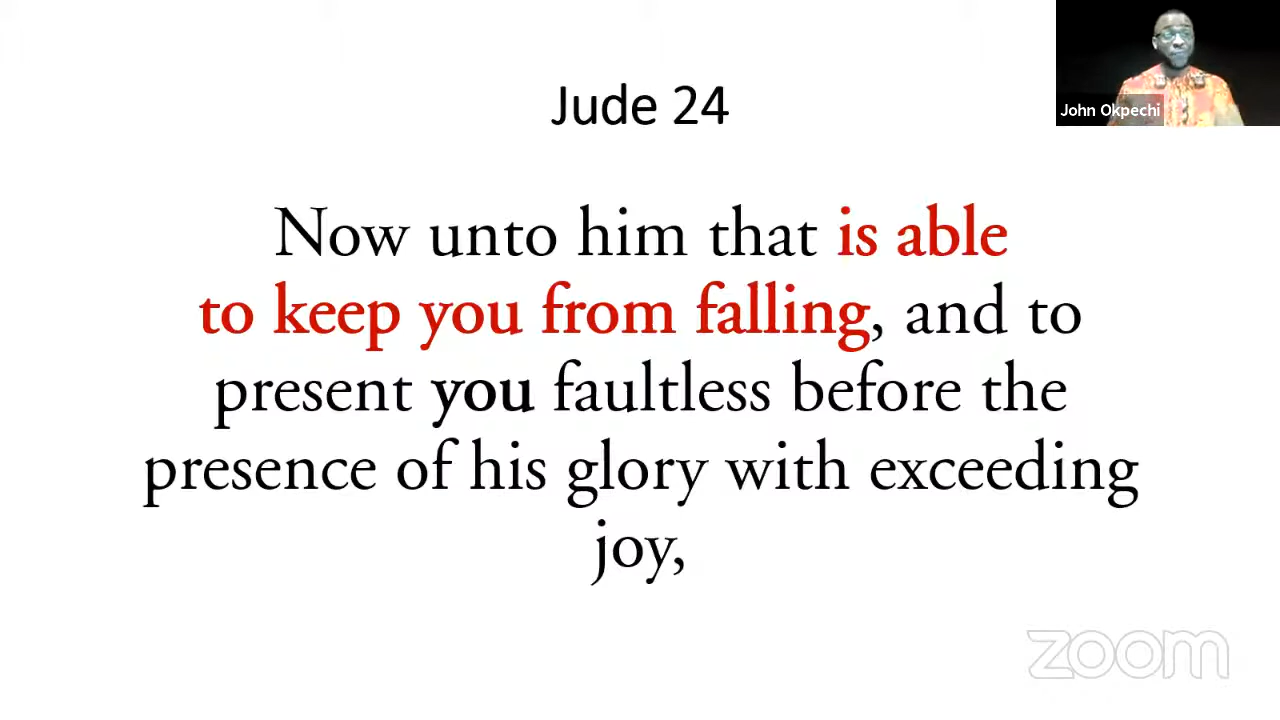 Jude 24
John Okpechi
Now unto him that is able
to keep you from falling, and to
present you faultless before the
presence of his glory with exceeding
joy,
zoom